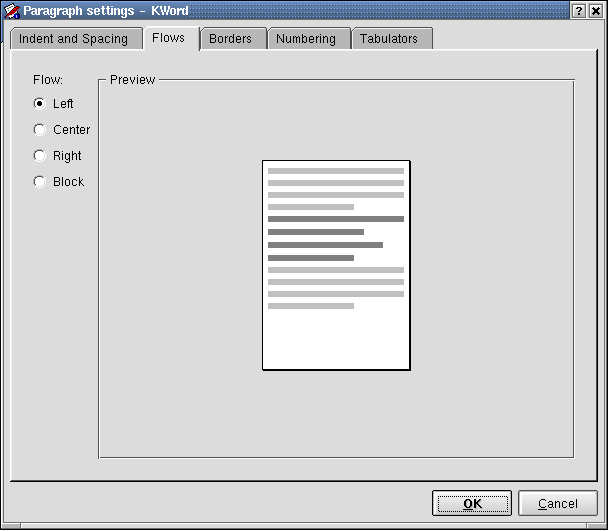 Paragraph settings - KWord
Indent and Spacing
Flows
Borders
Numbering
Tabulators
Flow:
Preview
Left
Center
Right
Block
OK
Cancel